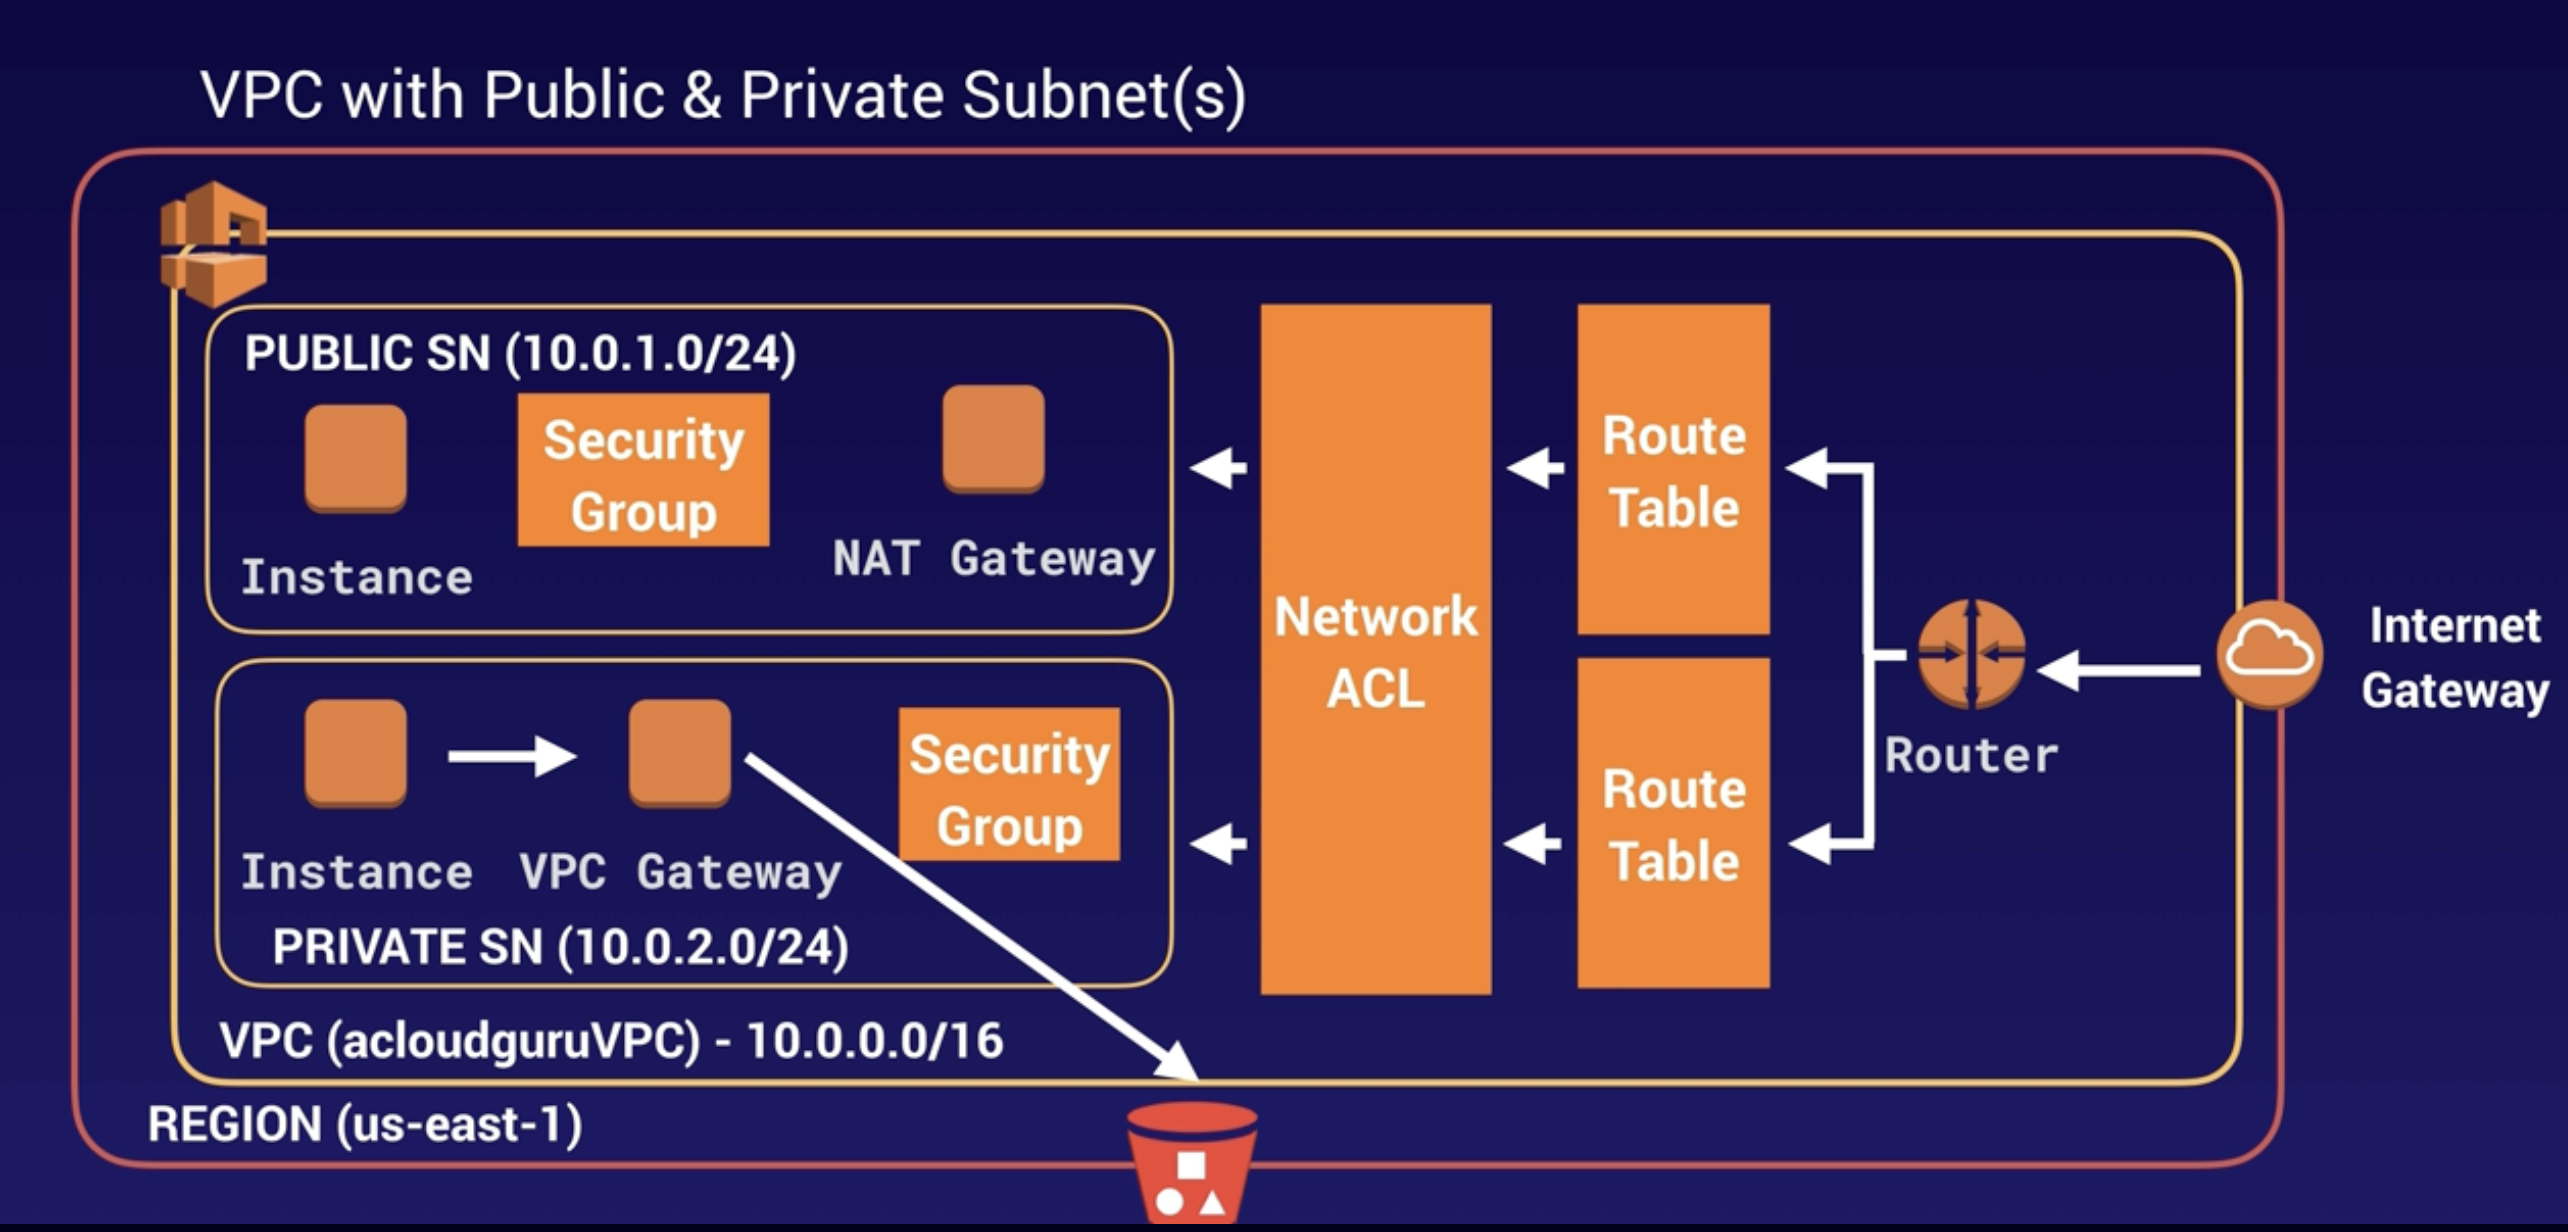 VPC with Public & Private Subnet(s)
PUBLIC SN (10.0.1.0/24)
Security
Group
Instance
NAT Gateway
Instance
VPC Gateway
Security
Group
PRIVATE SN (10.0.2.0/24)
VPC (acloudguruVPC) - 10.0.0.0/16
REGION (us-east-1)
Network
ACL
Route
Table
Route
Table
Router
Internet
Gateway